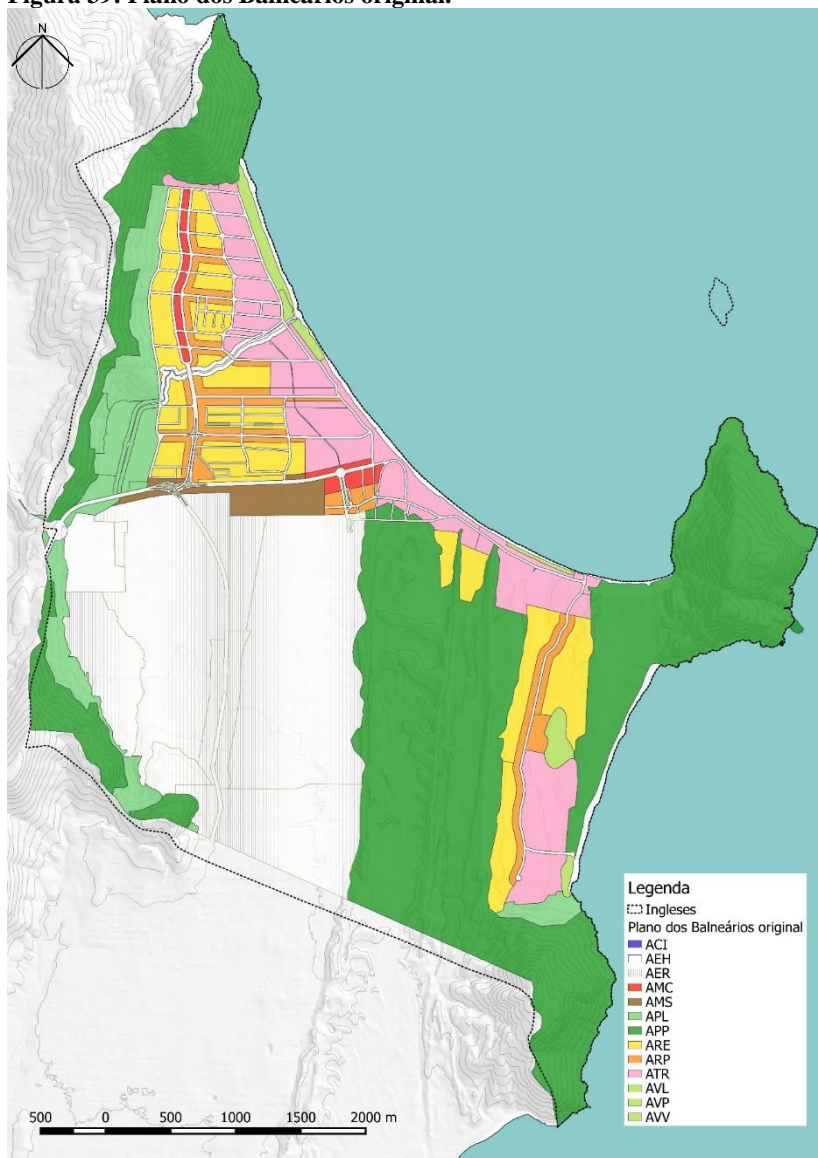 Figura 39: Plano dos Balneários original.
N
Legenda
Ingleses
Plano dos Balneários original
ACI
AEH
AER
AMC
AMS
APL
APP
ARE
ARP
ATR
AVL
AVP
AVV
500 0 500 1000 1500 2000 m